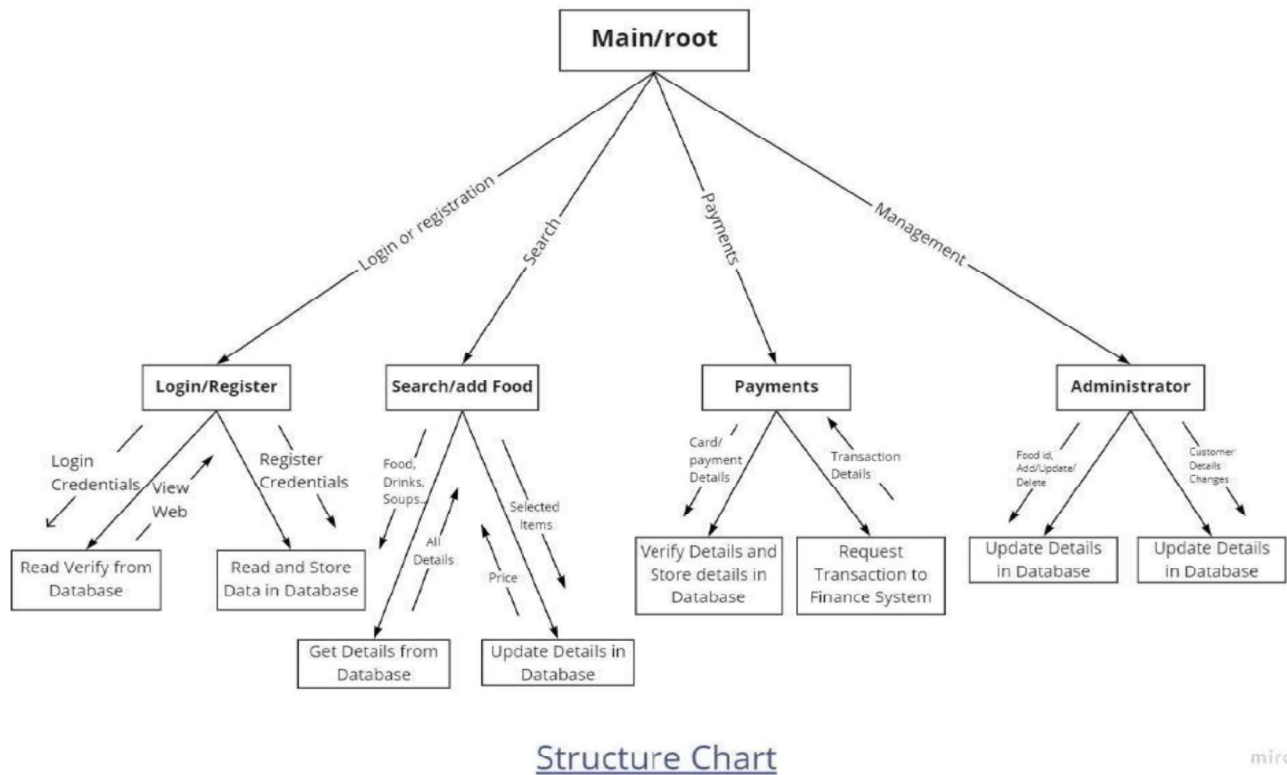 Main/root
Login or registration
Search
Payments
Management
Login/Register
Search/add Food
Payments
Administrator
Login
Credentials
View
Web
Register
Credentials
Food,
Drinks,
Soups...
All
Details
Price
Selected
Items
Card/
payment
Details
Transaction
Details
Food id,
Add/Update/
Delete
Customer
Details
Changes
Read Verify from
Database
Read and Store
Data in Database
Get Details from
Database
Update Details in
Database
Verify Details and
Store details in
Database
Request
Transaction to
Finance System
Update Details
in Database
Update Details
in Database
Structure Chart